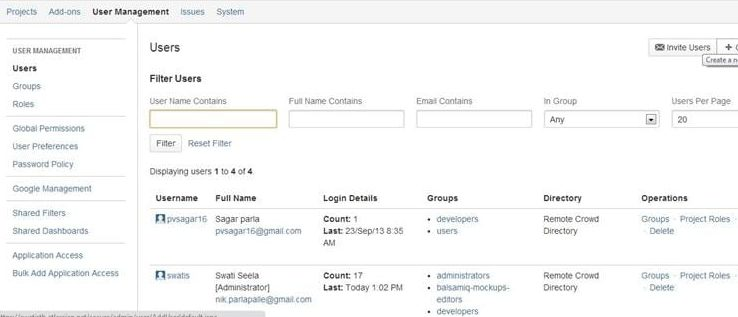 Projects Add-ons User Management Issues System
USER MANAGEMENT
Users
Groups
Roles
Global Permissions
User Preferences
Password Policy
Google Management
Shared Filters
Shared Dashboards
Application Access
Bulk Add Application Access
Users
Invite Users
Create a
Filter Users
User Name Contains Full Name Contains Email Contains In Group Users Per Page
Any 20
Filter Reset Filter
Displaying users 1 to 4 of 4.
Username Full Name Login Details Groups Directory Operations
pvsagar16 Sagar parla Count: 1 • developers Remote Crowd Groups · Project Roles ·
pvsagar16@gmail.com Last: 23/Sep/13 8:35 • users Directory · Delete
AM
swatis Swati Seela Count: 17 • administrators Remote Crowd Groups · Project Roles ·
[Administrator] Last: Today 1:02 PM • balsamiq-mockups- Directory · Delete
nik.parlapalle@gmail.com editors
• developers